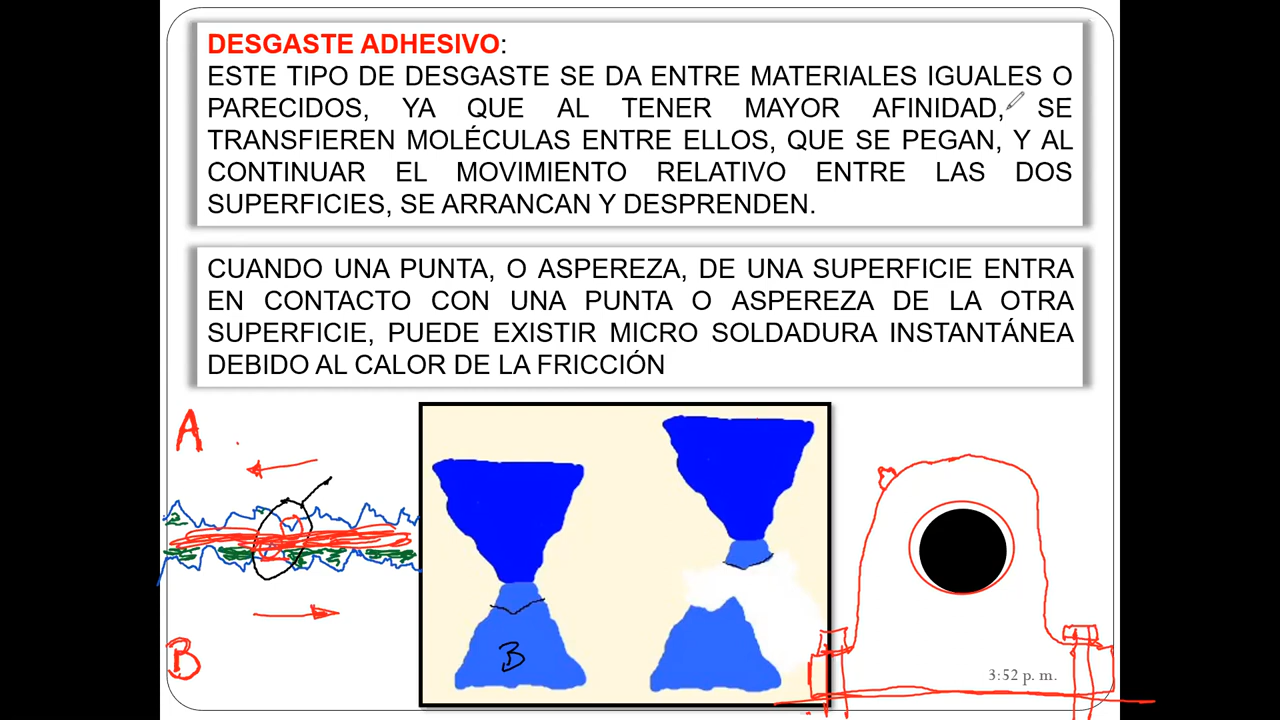 DESGASTE ADHESIVO:
ESTE TIPO DE DESGASTE SE DA ENTRE MATERIALES IGUALES O
PARECIDOS, YA QUE AL TENER MAYOR AFINIDAD, SE
TRANSFIEREN MOLÉCULAS ENTRE ELLOS, QUE SE PEGAN, Y AL
CONTINUAR EL MOVIMIENTO RELATIVO ENTRE LAS DOS
SUPERFICIES, SE ARRANCAN Y DESPRENDEN.
CUANDO UNA PUNTA, O ASPEREZA, DE UNA SUPERFICIE ENTRA
EN CONTACTO CON UNA PUNTA O ASPEREZA DE LA OTRA
SUPERFICIE, PUEDE EXISTIR MICRO SOLDADURA INSTANTÁNEA
DEBIDO AL CALOR DE LA FRICCIÓN
A
B
B
3:52 p. m.